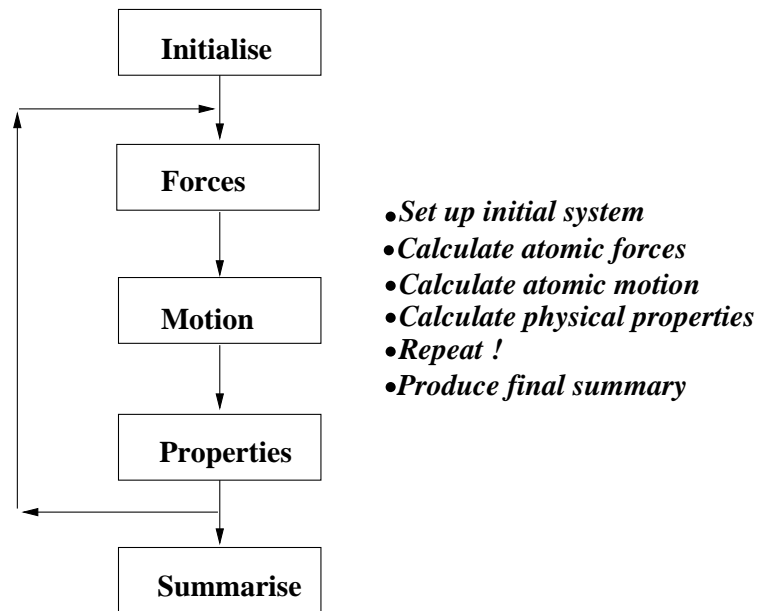 Initialise
Forces
Motion
Properties
Summarise
•Set up initial system
•Calculate atomic forces
•Calculate atomic motion
•Calculate physical properties
•Repeat !
•Produce final summary